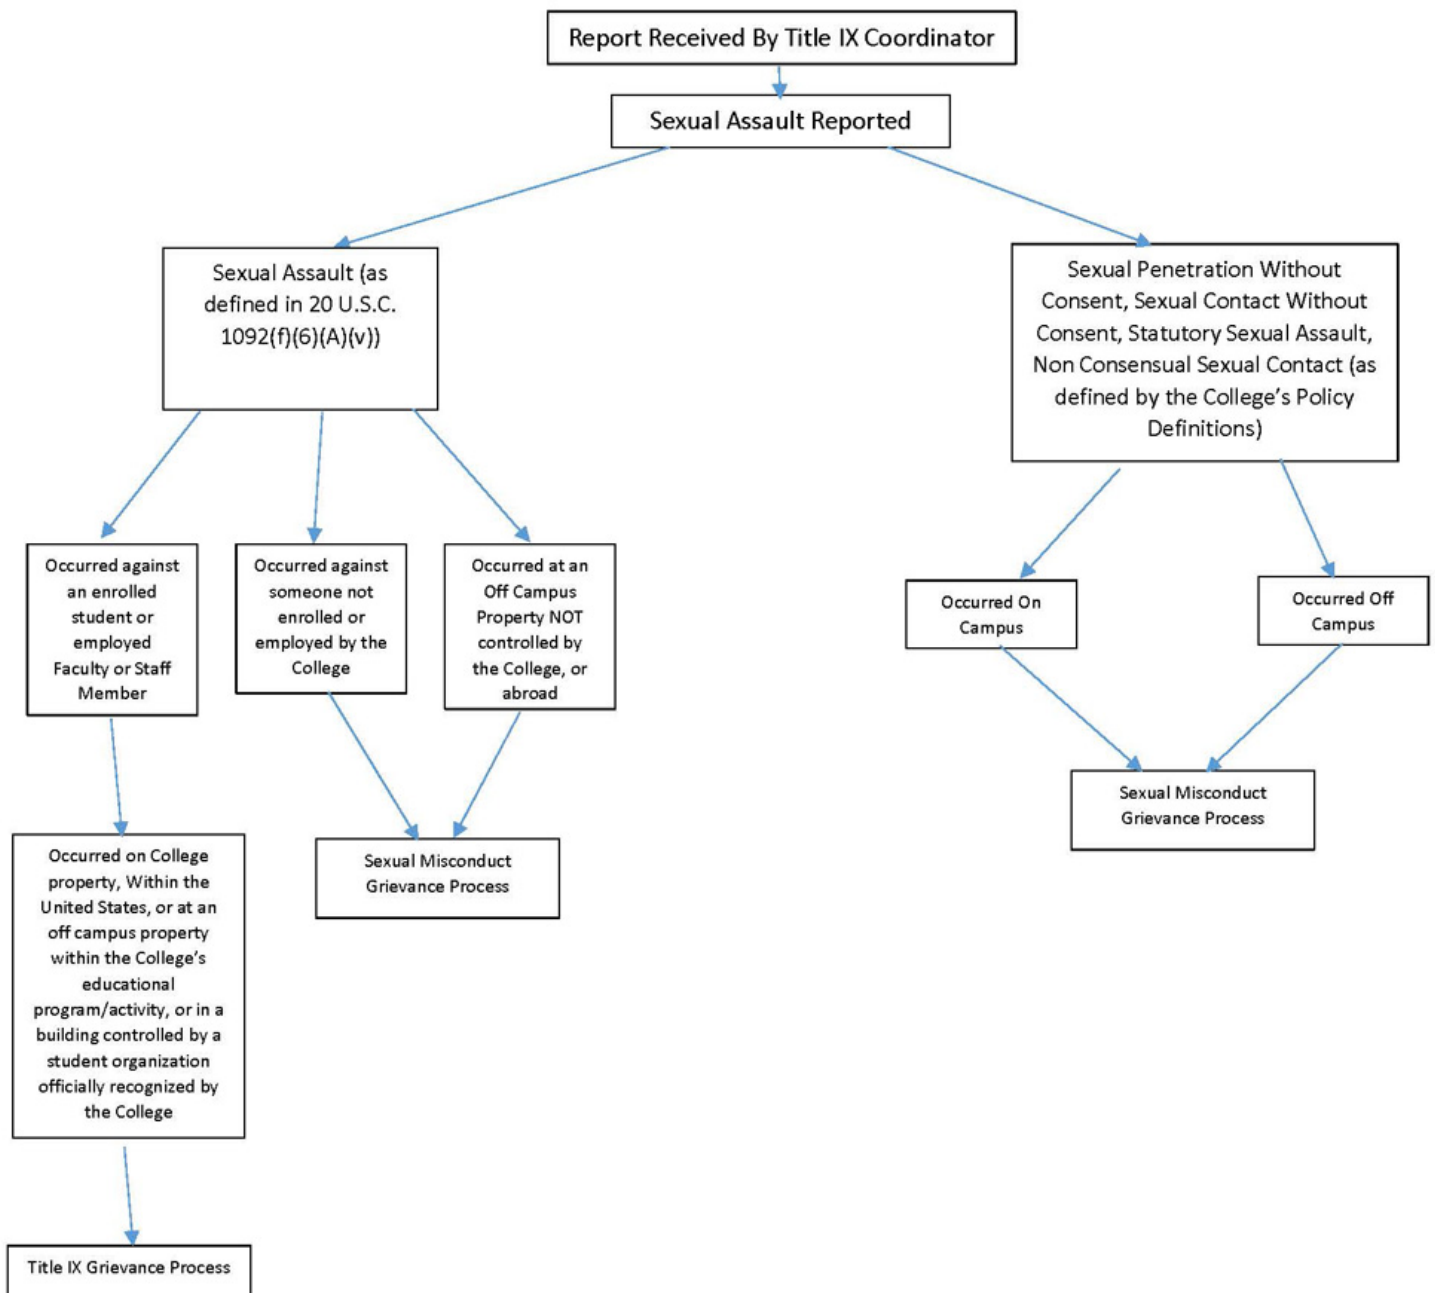 Report Received By Title IX Coordinator
Sexual Assault Reported
Sexual Assault (as
defined in 20 U.S.C.
1092(f)(6)(A)(v))
Sexual Penetration Without
Consent, Sexual Contact Without
Consent, Statutory Sexual Assault,
Non Consensual Sexual Contact (as
defined by the College's Policy
Definitions)
Occurred against
an enrolled
student or
employed
Faculty or Staff
Member
Occurred against
someone not
enrolled or
employed by the
College
Occurred at an
Off Campus
Property NOT
controlled by
the College, or
abroad
Occurred On
Campus
Occurred Off
Campus
Occurred on College
property, Within the
United States, or at an
off campus property
within the College's
educational
program/activity, or in a
building controlled by a
student organization
officially recognized by
the College
Sexual Misconduct
Grievance Process
Sexual Misconduct
Grievance Process
Title IX Grievance Process